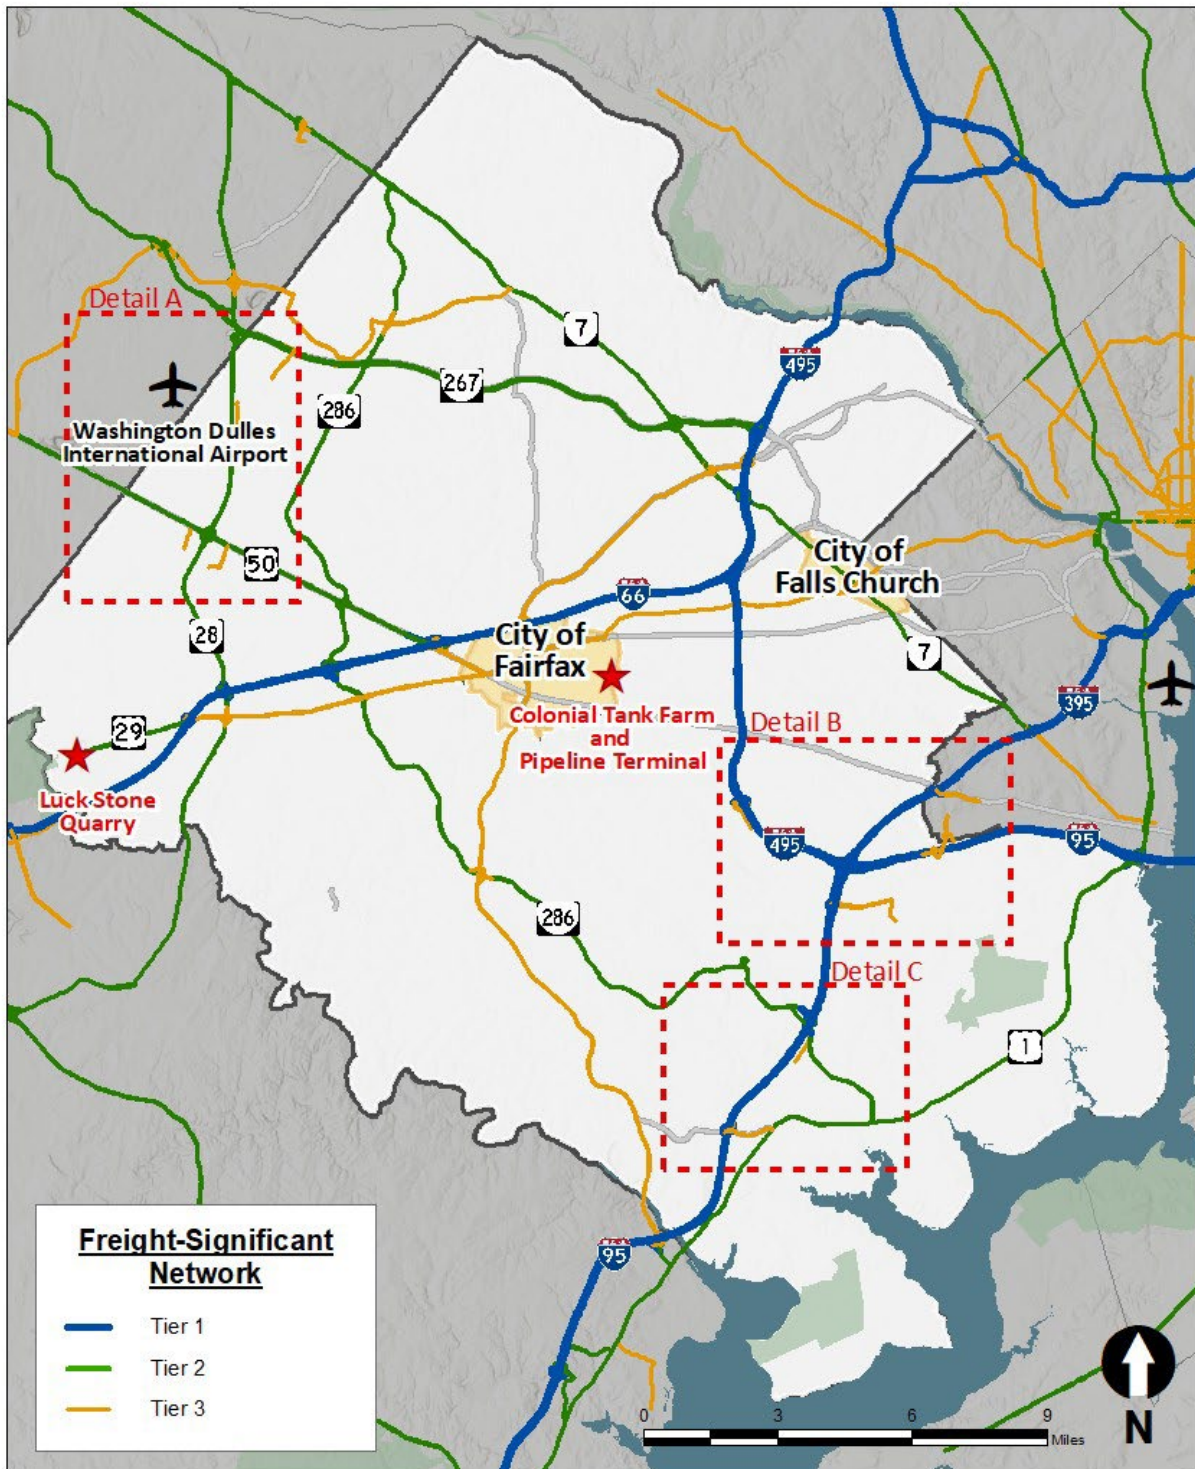 Detail A
7
495
267
286
Washington Dulles
International Airport
50
City of
Falls Church
66
28
City of
Fairfax
7
395
Colonial Tank Farm
and
Pipeline Terminal
Detail B
29
Luck Stone
Quarry
495
95
286
Detail C
1
95
Freight-Significant
Network
Tier 1
Tier 2
Tier 3
0 3 6 9
Miles
N